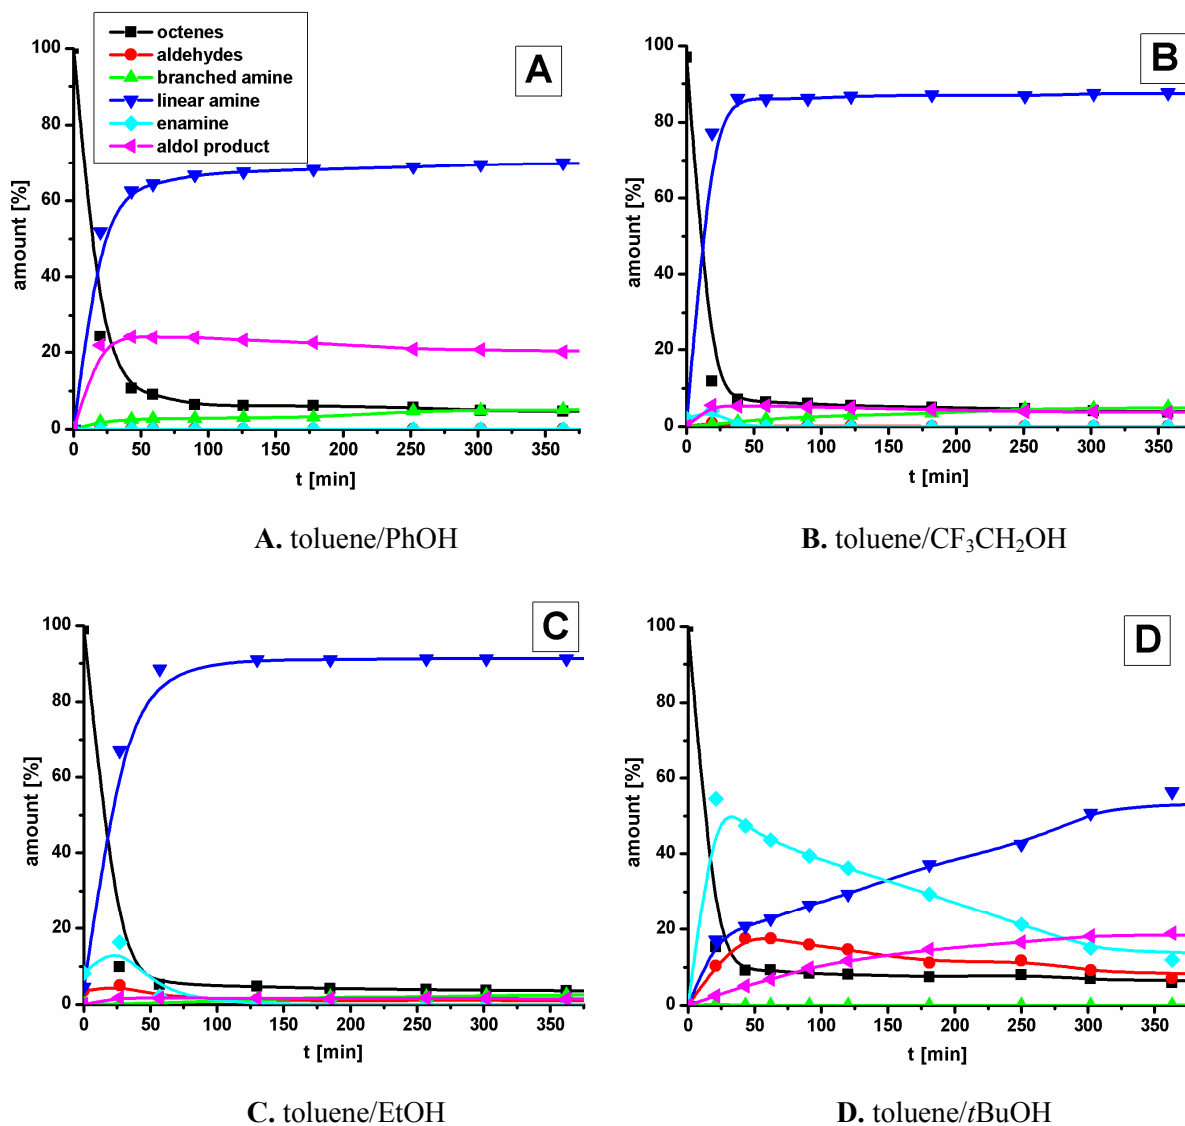 octenes
aldehydes
branched amine
linear amine
enamine
aldol product
A
100
80
60
40
20
0
amount [%]
0 50 100 150 200 250 300 350
t [min]
A. toluene/PhOH
B
100
80
60
40
20
0
amount [%]
0 50 100 150 200 250 300 350
t [min]
B. toluene/CF₃CH₂OH
C
100
80
60
40
20
0
amount [%]
0 50 100 150 200 250 300 350
t [min]
C. toluene/EtOH
D
100
80
60
40
20
0
amount [%]
0 50 100 150 200 250 300 350
t [min]
D. toluene/tBuOH